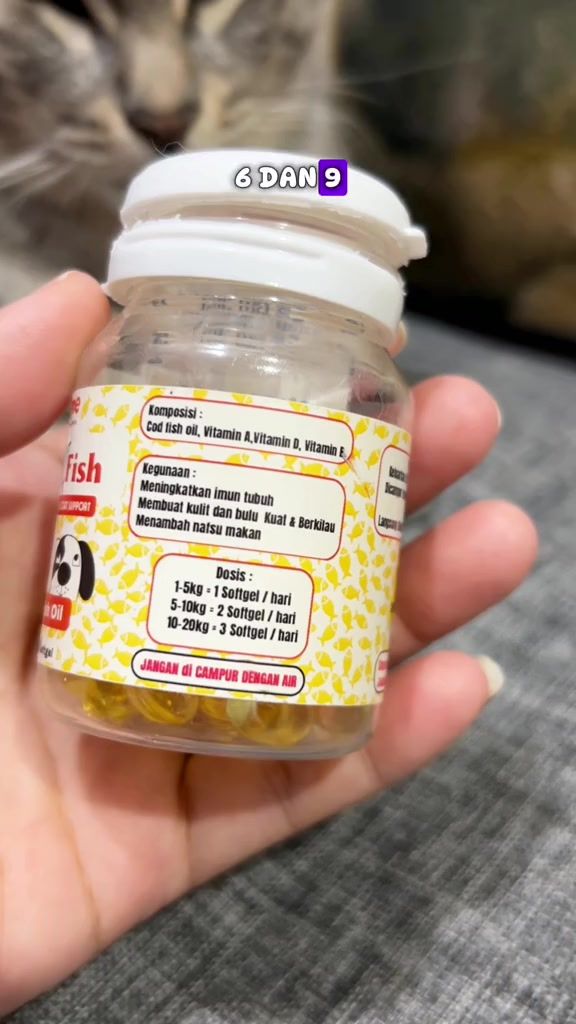 6 DAN 9
Komposisi :
Cod fish oil, Vitamin A,Vitamin D, Vitamin E
Fish
SUPPORT
Kegunaan :
Meningkatkan imun tubuh
Membuat kulit dan bulu Kuat & Berkilau
Menambah nafsu makan
Oil
Dosis :
1-5kg = 1 Softgel / hari
5-10kg = 2 Softgel / hari
10-20kg = 3 Softgel / hari
JANGAN di CAMPUR DENGAN AIR